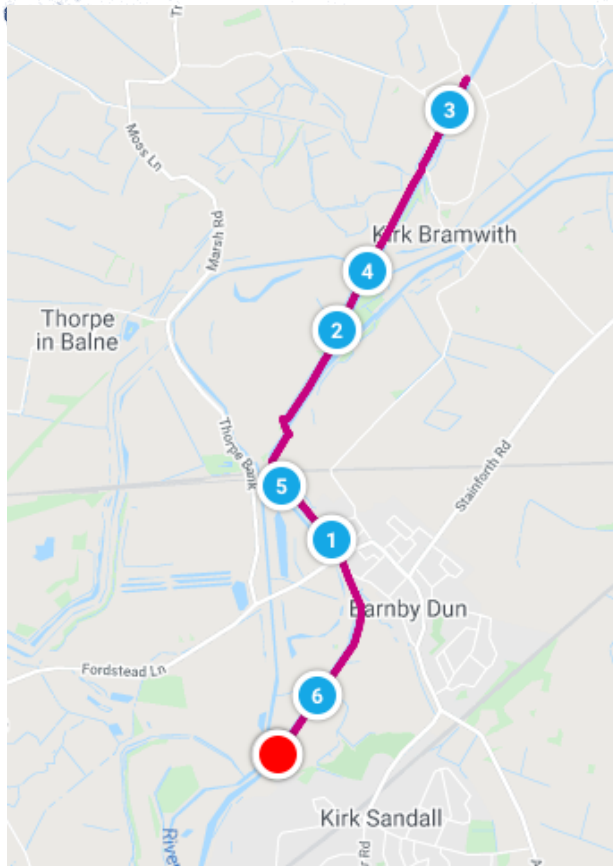 Moss Ln
3
Marsh Rd
Kirk Bramwith
4
Thorpe
in Balne
2
Thorpe Bank
Stainforth Rd
5
1
Barnby Dun
Fordstead Ln
6
Kirk Sandall